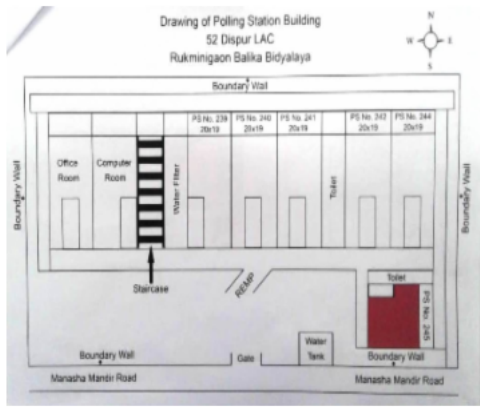 Drawing of Polling Station Building
52 Dispur LAC
Rukminigaon Balika Bidyalaya
N
W E
S
Boundary Wall
PS No. 239
20x19
PS No. 240
20x19
PS No. 241
20x19
PS No. 243
20x19
PS No. 244
20x19
Office
Room
Computer
Room
Water Filter
Toilet
Boundary Wall
Boundary Wall
Staircase
REMP
Toiler
PS No. 245
Water
Tank
Boundary Wall
Gate
Boundary Wall
Manasha Mandir Road
Manasha Mandir Road